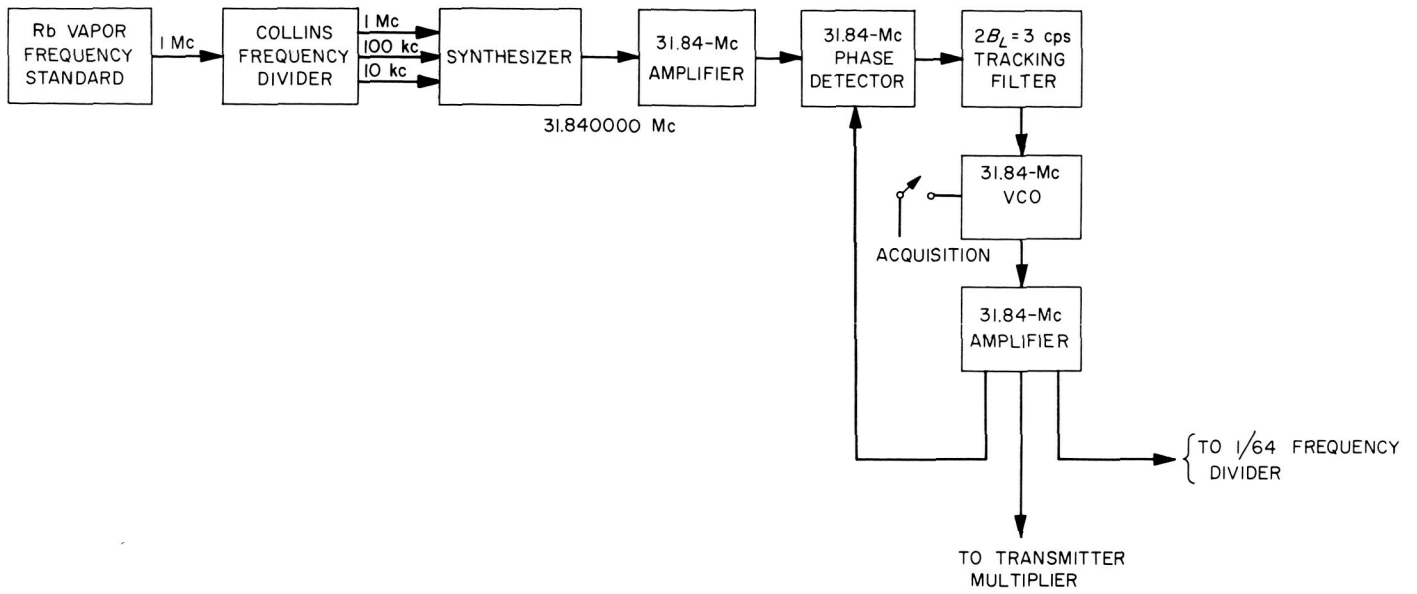 Rb VAPOR
FREQUENCY
STANDARD
1 Mc
COLLINS
FREQUENCY
DIVIDER
1 Mc
100 kc
10 kc
SYNTHESIZER
31.840000 Mc
31.84-Mc
AMPLIFIER
31.84-Mc
PHASE
DETECTOR
2B_L = 3 cps
TRACKING
FILTER
31.84-Mc
VCO
ACQUISITION
31.84-Mc
AMPLIFIER
TO 1/64 FREQUENCY
DIVIDER
TO TRANSMITTER
MULTIPLIER